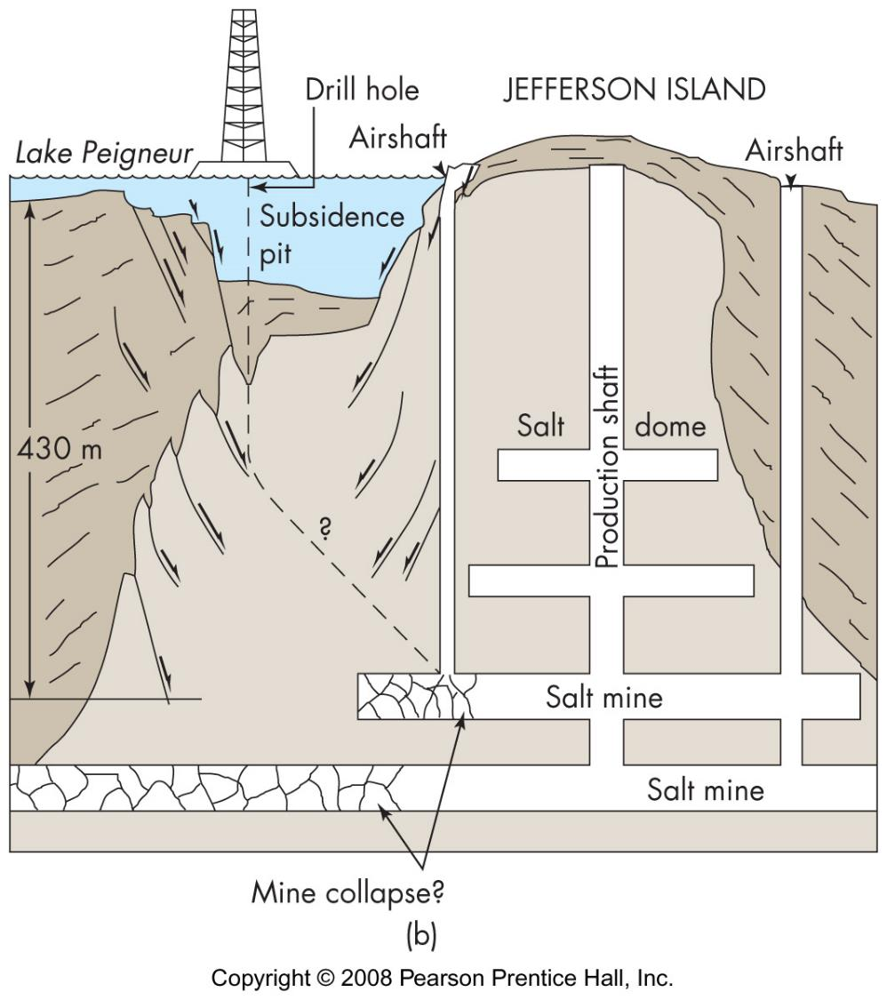 Drill hole
JEFFERSON ISLAND
Airshaft
Airshaft
Lake Peigneur
Subsidence
pit
430 m
Production shaft
Salt dome
?
Salt mine
Salt mine
Mine collapse?
(b)
Copyright © 2008 Pearson Prentice Hall, Inc.